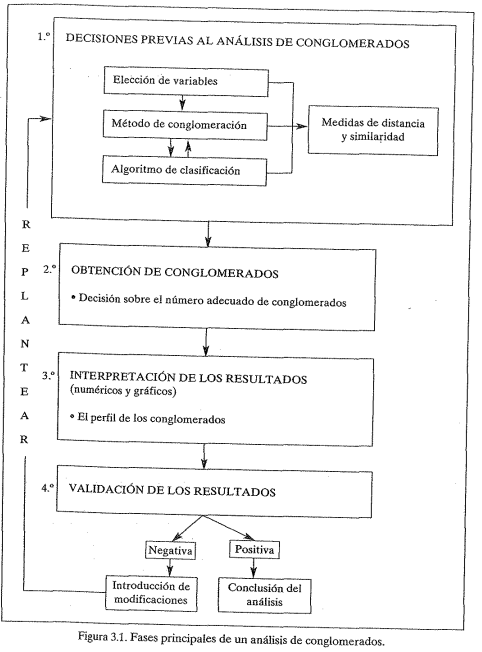 1.º DECISIONES PREVIAS AL ANÁLISIS DE CONGLOMERADOS
Elección de variables
Método de conglomeración
Algoritmo de clasificación
Medidas de distancia
y similaridad
REPLANTEAR
2.º OBTENCIÓN DE CONGLOMERADOS
• Decisión sobre el número adecuado de conglomerados
3.º INTERPRETACIÓN DE LOS RESULTADOS
(numéricos y gráficos)
• El perfil de los conglomerados
4.º VALIDACIÓN DE LOS RESULTADOS
Negativa
Positiva
Introducción de
modificaciones
Conclusión del
análisis
Figura 3.1. Fases principales de un análisis de conglomerados.